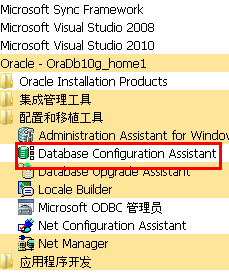 Microsoft Sync Framework
Microsoft Visual Studio 2008
Microsoft Visual Studio 2010
Oracle - OraDb10g_home1
Oracle Installation Products
集成管理工具
配置和移植工具
Administration Assistant for Window
Database Configuration Assistant
Database Upgrade Assistant
Locale Builder
Microsoft ODBC 管理员
Net Configuration Assistant
Net Manager
应用程序开发